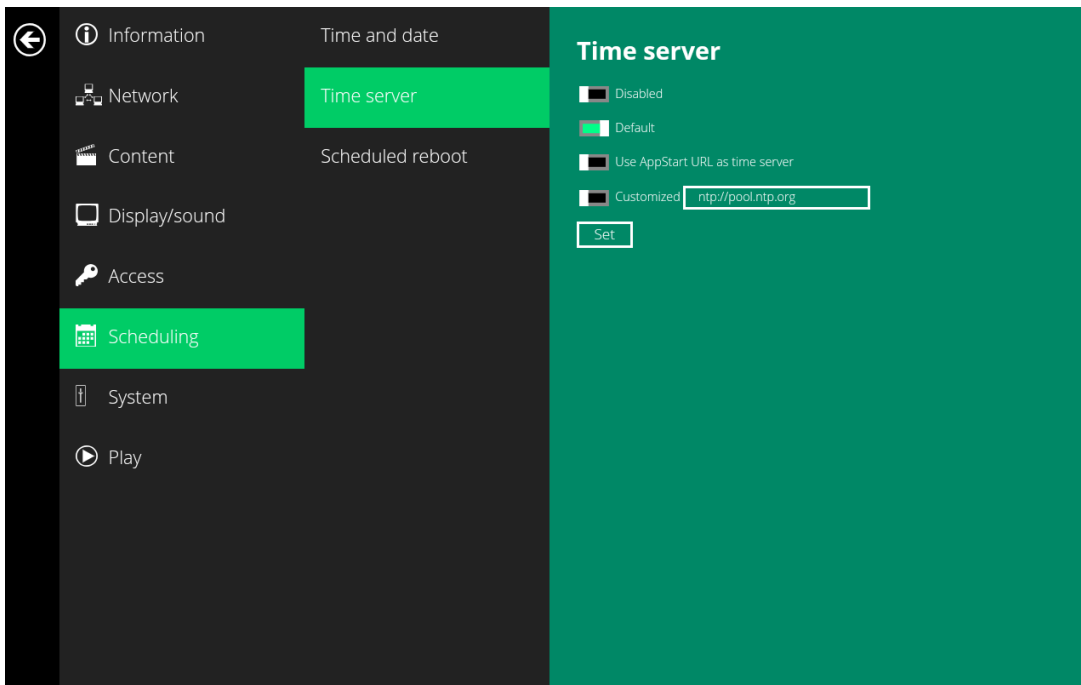 Information
Network
Content
Display/sound
Access
Scheduling
System
Play
Time and date
Time server
Scheduled reboot
Time server
Disabled
Default
Use AppStart URL as time server
Customized ntp://pool.ntp.org
Set